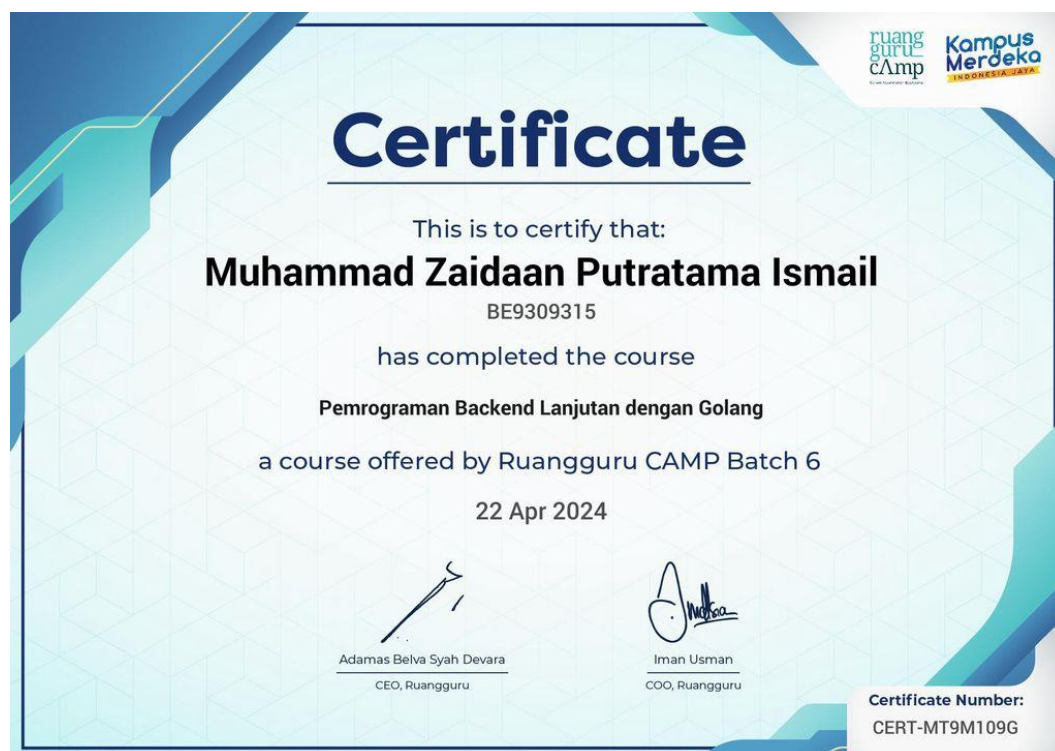 ruang
guru
cAmp
Kampus
Merdeka
INDONESIA JAYA
Certificate
This is to certify that:
Muhammad Zaidaan Putratama Ismail
BE9309315
has completed the course
Pemrograman Backend Lanjutan dengan Golang
a course offered by Ruangguru CAMP Batch 6
22 Apr 2024
Adamas Belva Syah Devara
CEO, Ruangguru
Iman Usman
COO, Ruangguru
Certificate Number:
CERT-MT9M109G